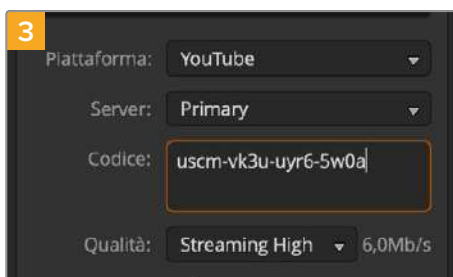 3
Piattaforma: YouTube
Server: Primary
Codice: uscm-vk3u-uyr6-5w0a
Qualità: Streaming High 6,0Mb/s